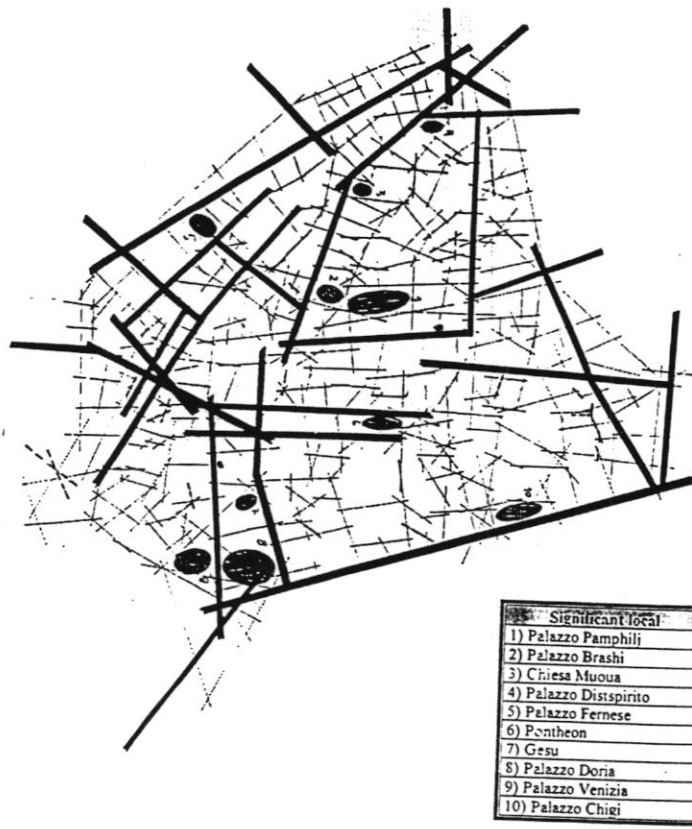 Significant local
1) Palazzo Pamphilj
2) Palazzo Brashi
3) Chiesa Muoua
4) Palazzo Distspirito
5) Palazzo Fernese
6) Pontheon
7) Gesu
8) Palazzo Doria
9) Palazzo Venizia
10) Palazzo Chigi